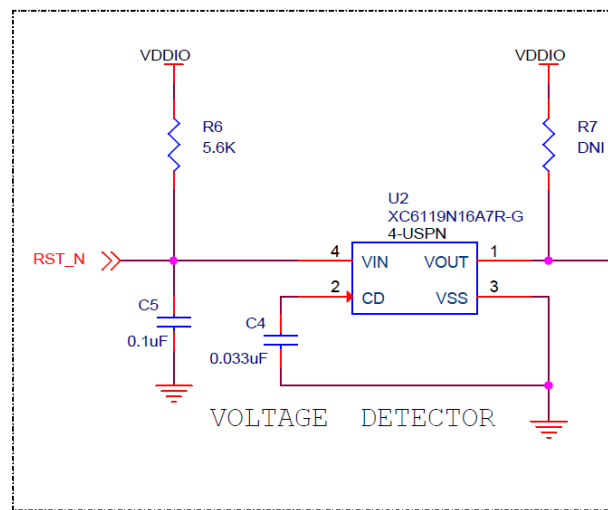 VDDIO
VDDIO
R6
5.6K
R7
DNI
U2
XC6119N16A7R-G
4-USPN
RST_N
4
VIN
VOUT
1
2
CD
VSS
3
C5
0.1uF
C4
0.033uF
VOLTAGE DETECTOR